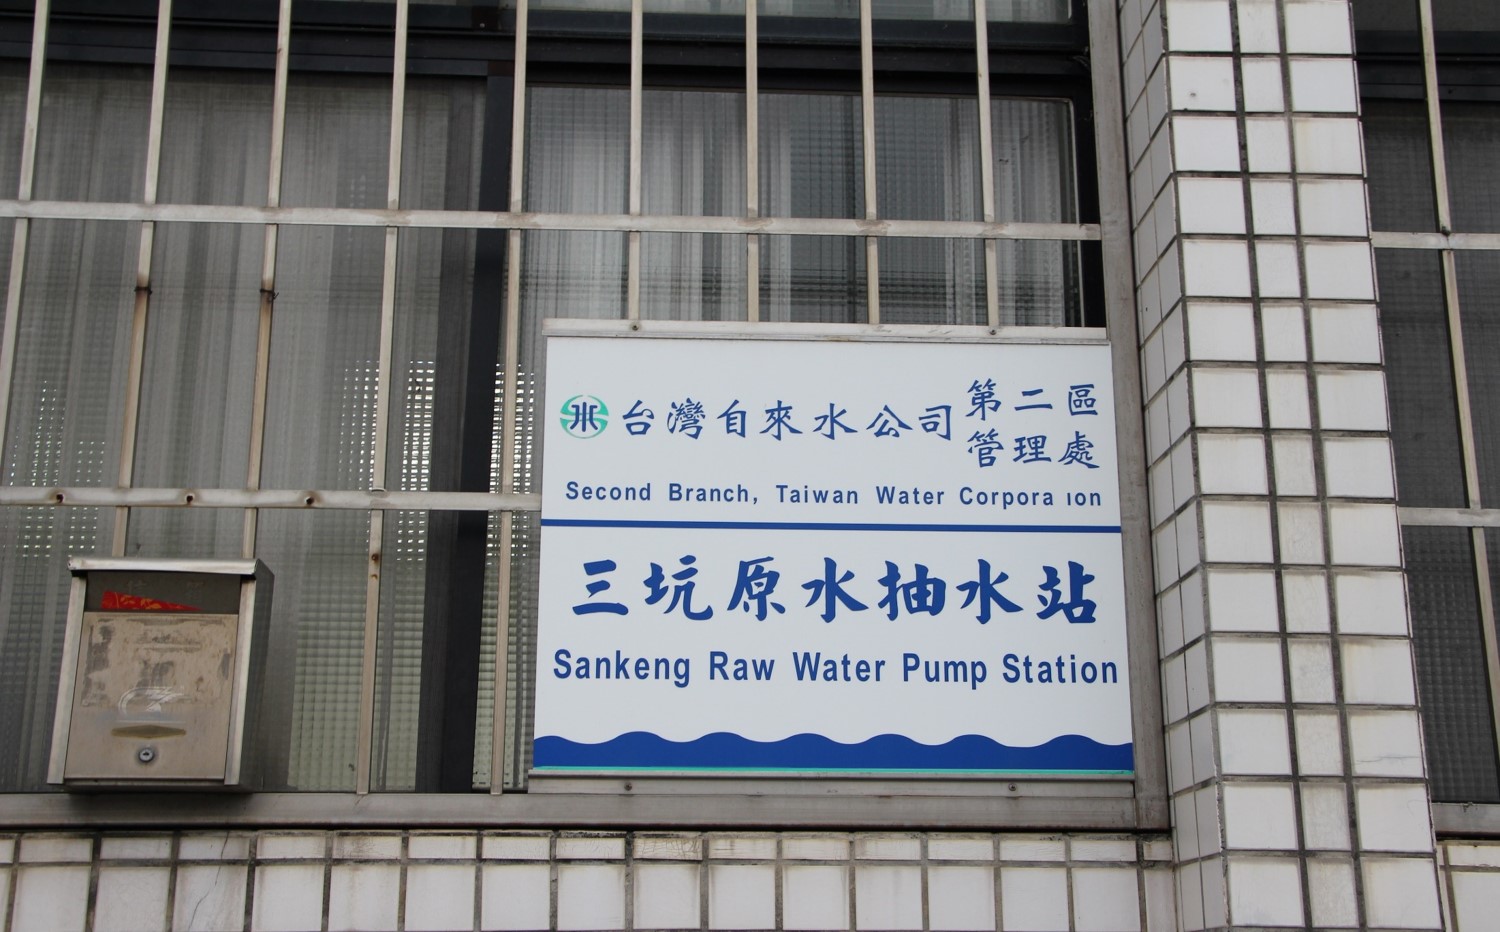 台灣自來水公司 第二區
管理處
Second Branch, Taiwan Water Corpora ıon
三坑原水抽水站
Sankeng Raw Water Pump Station